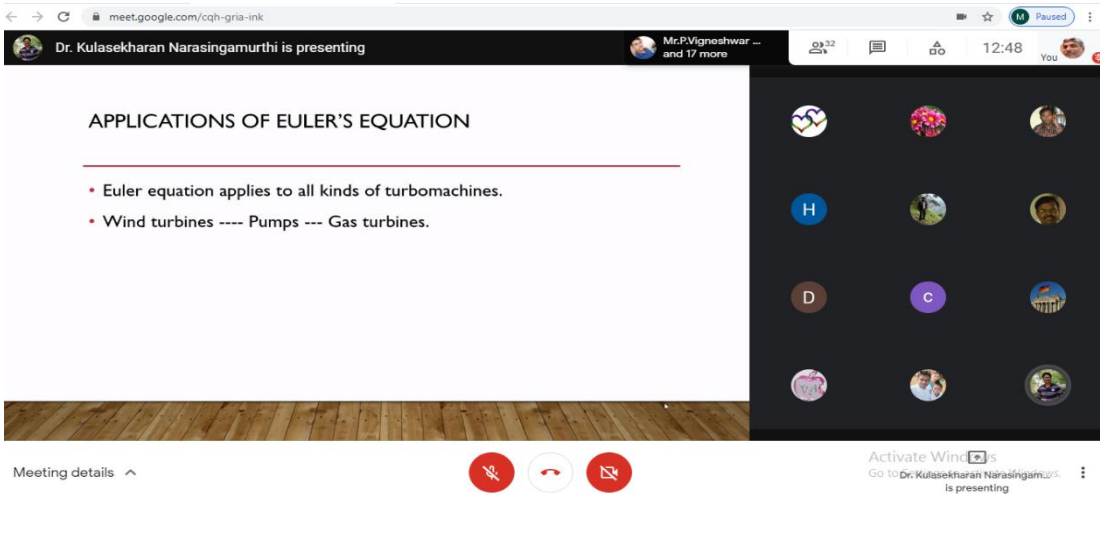 meet.google.com/cqh-gria-ink
M Paused
Dr. Kulasekharan Narasingamurthi is presenting
Mr.P.Vigneshwar ...
and 17 more
32
12:48
You
APPLICATIONS OF EULER'S EQUATION
• Euler equation applies to all kinds of turbomachines.
• Wind turbines ---- Pumps --- Gas turbines.
H
D
C
Meeting details
Activate Windows
Go to
Dr. Kulasekharan Narasingam...
is presenting